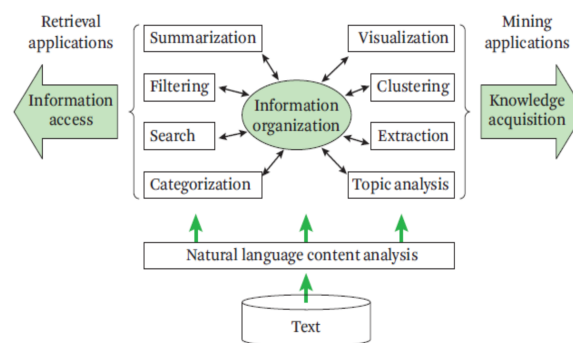 Retrieval
applications
Mining
applications
Summarization
Visualization
Filtering
Clustering
Information
access
Information
organization
Knowledge
acquisition
Search
Extraction
Categorization
Topic analysis
Natural language content analysis
Text